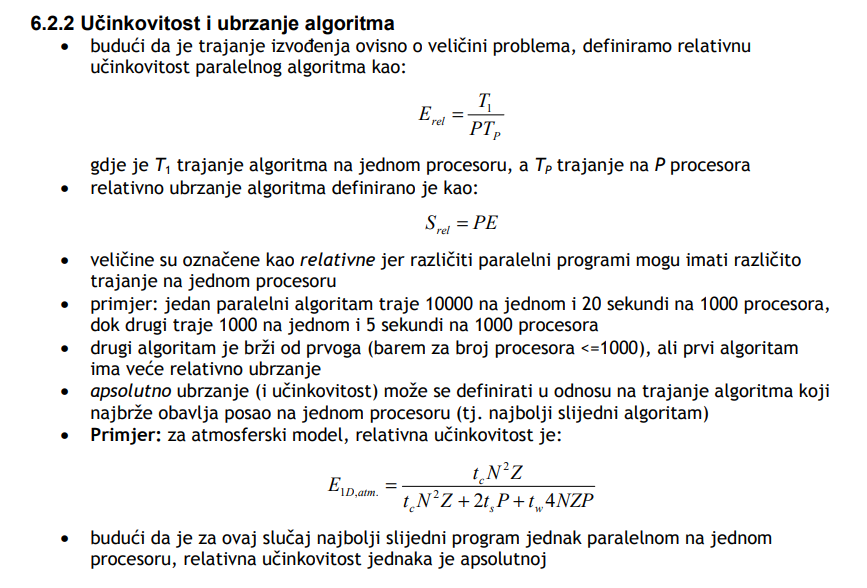 6.2.2 Učinkovitost i ubrzanje algoritma
• budući da je trajanje izvođenja ovisno o veličini problema, definiramo relativnu
učinkovitost paralelnog algoritma kao:
E_rel = T_1 / PT_P
gdje je T_1 trajanje algoritma na jednom procesoru, a T_P trajanje na P procesora
• relativno ubrzanje algoritma definirano je kao:
S_rel = PE
• veličine su označene kao relativne jer različiti paralelni programi mogu imati različito
trajanje na jednom procesoru
• primjer: jedan paralelni algoritam traje 10000 na jednom i 20 sekundi na 1000 procesora,
dok drugi traje 1000 na jednom i 5 sekundi na 1000 procesora
• drugi algoritam je brži od prvoga (barem za broj procesora <=1000), ali prvi algoritam
ima veće relativno ubrzanje
• apsolutno ubrzanje (i učinkovitost) može se definirati u odnosu na trajanje algoritma koji
najbrže obavlja posao na jednom procesoru (tj. najbolji slijedni algoritam)
• Primjer: za atmosferski model, relativna učinkovitost je:
E_1D,atm. = t_c N^2 Z / t_c N^2 Z + 2t_s P + t_w 4NZP
• budući da je za ovaj slučaj najbolji slijedni program jednak paralelnom na jednom
procesoru, relativna učinkovitost jednaka je apsolutnoj